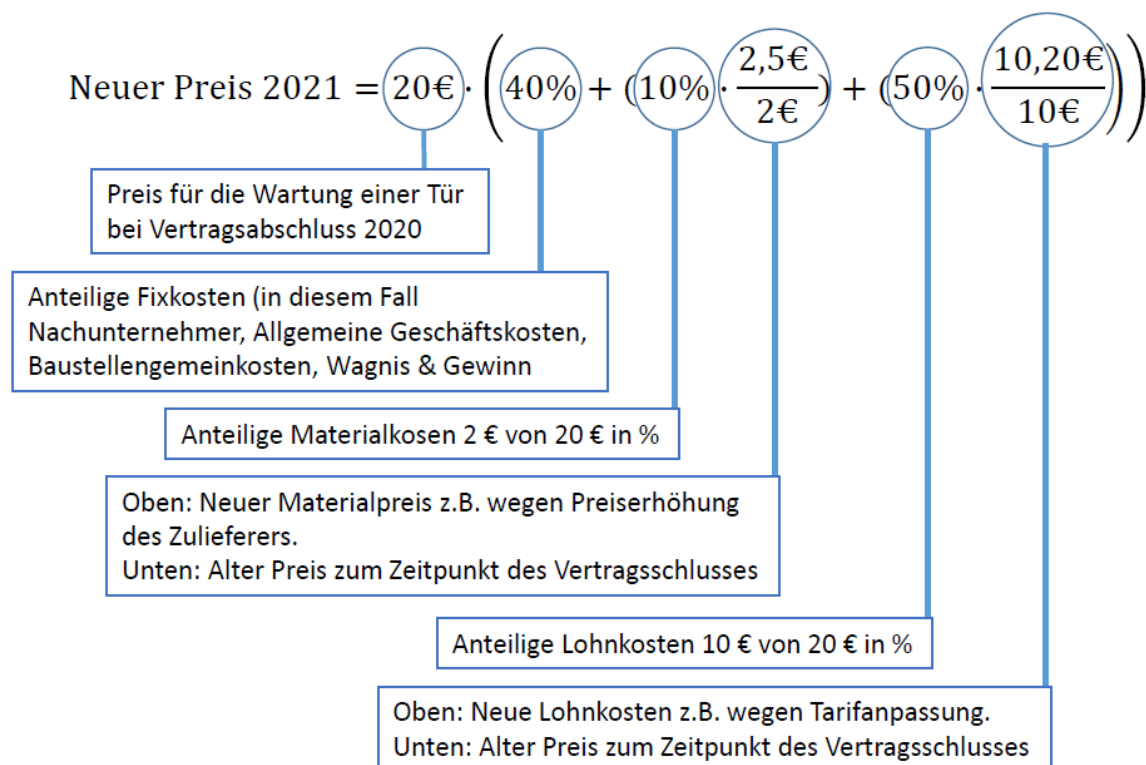 Neuer Preis 2021 = 20€ · (40% + (10% · 2,5€/2€) + (50% · 10,20€/10€))
Preis für die Wartung einer Tür
bei Vertragsabschluss 2020
Anteilige Fixkosten (in diesem Fall
Nachunternehmer, Allgemeine Geschäftskosten,
Baustellengemeinkosten, Wagnis & Gewinn
Anteilige Materialkosen 2 € von 20 € in %
Oben: Neuer Materialpreis z.B. wegen Preiserhöhung
des Zulieferers.
Unten: Alter Preis zum Zeitpunkt des Vertragsschlusses
Anteilige Lohnkosten 10 € von 20 € in %
Oben: Neue Lohnkosten z.B. wegen Tarifanpassung.
Unten: Alter Preis zum Zeitpunkt des Vertragsschlusses